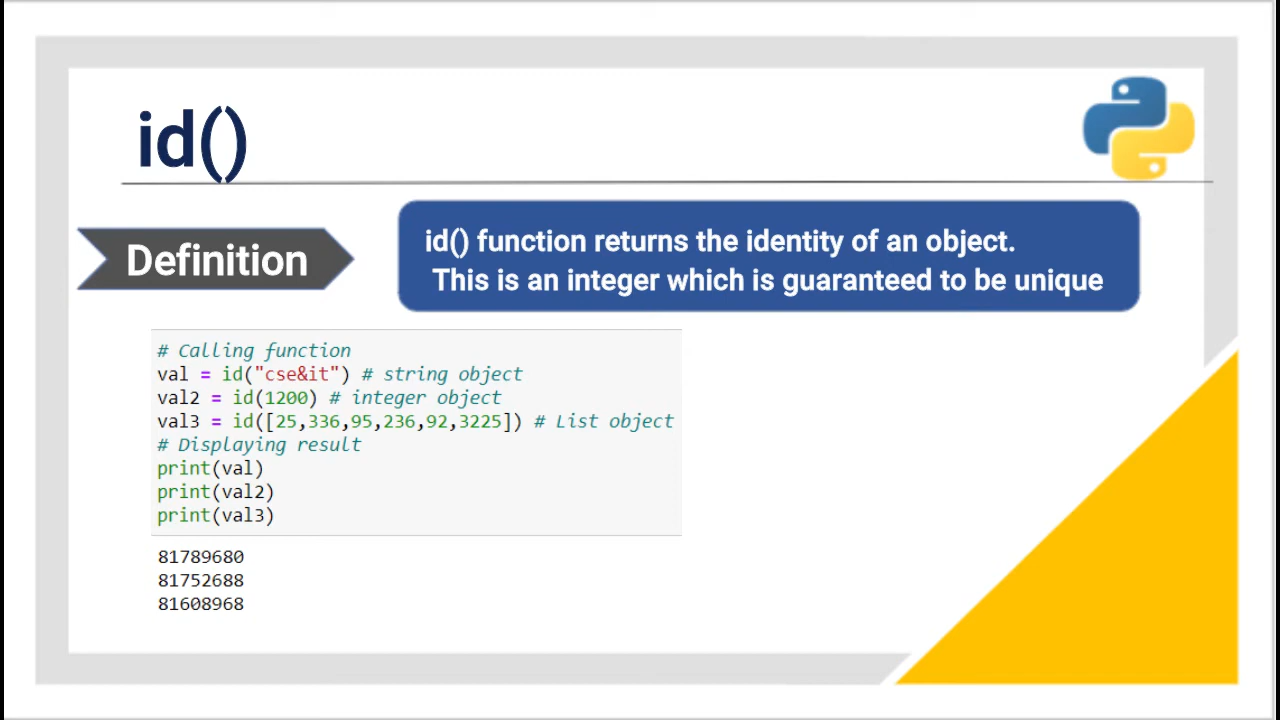 id()
Definition
id() function returns the identity of an object.
This is an integer which is guaranteed to be unique
# Calling function
val = id("cse&it") # string object
val2 = id(1200) # integer object
val3 = id([25,336,95,236,92,3225]) # List object
# Displaying result
print(val)
print(val2)
print(val3)
81789680
81752688
81608968